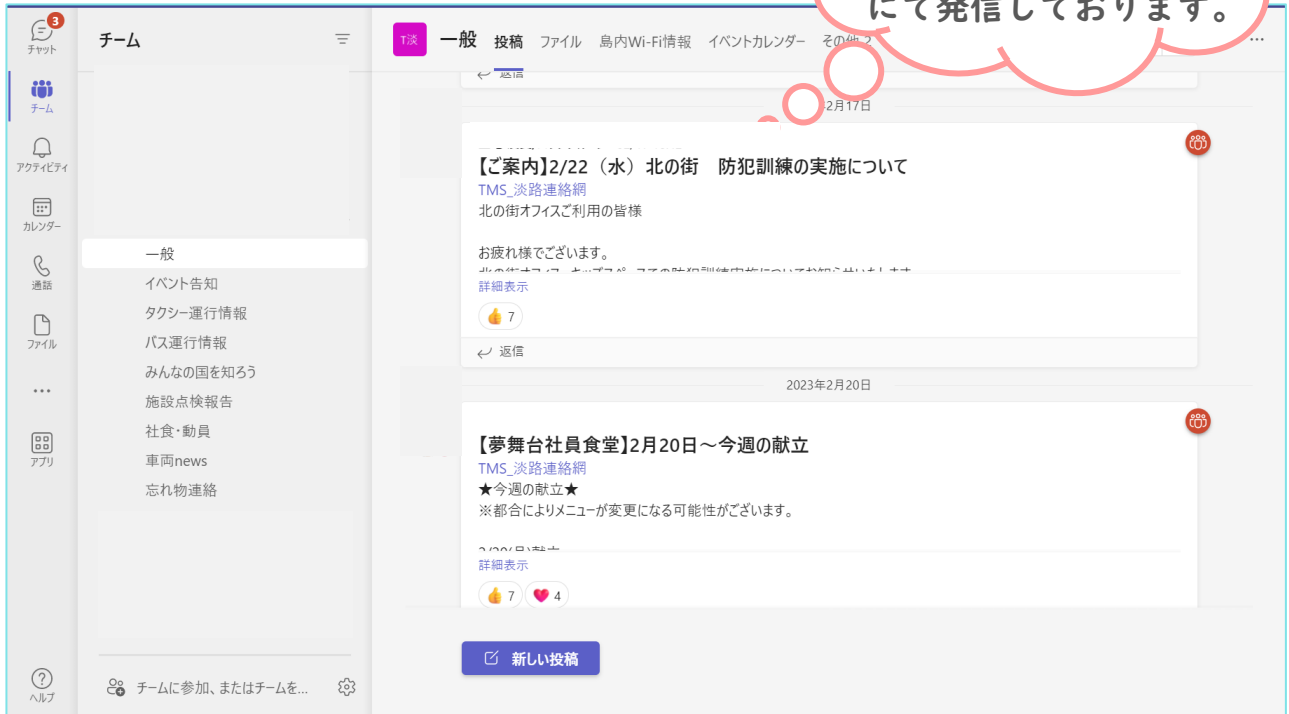 にて発信しております。
3
チャット
チーム
アクティビティ
カレンダー
通話
ファイル
アプリ
ヘルプ
チーム
一般
イベント告知
タクシー運行情報
バス運行情報
みんなの国を知ろう
施設点検報告
社食・動員
車両news
忘れ物連絡
チームに参加、またはチームを...
T淡
一般 投稿 ファイル 島内Wi-Fi情報 イベントカレンダー その他 2
返信
2月17日
【ご案内】2/22（水）北の街 防犯訓練の実施について
TMS_淡路連絡網
北の街オフィスご利用の皆様
お疲れ様でございます。
詳細表示
7
返信
2023年2月20日
【夢舞台社員食堂】2月20日～今週の献立
TMS_淡路連絡網
★今週の献立★
※都合によりメニューが変更になる可能性がございます。
詳細表示
7 4
新しい投稿